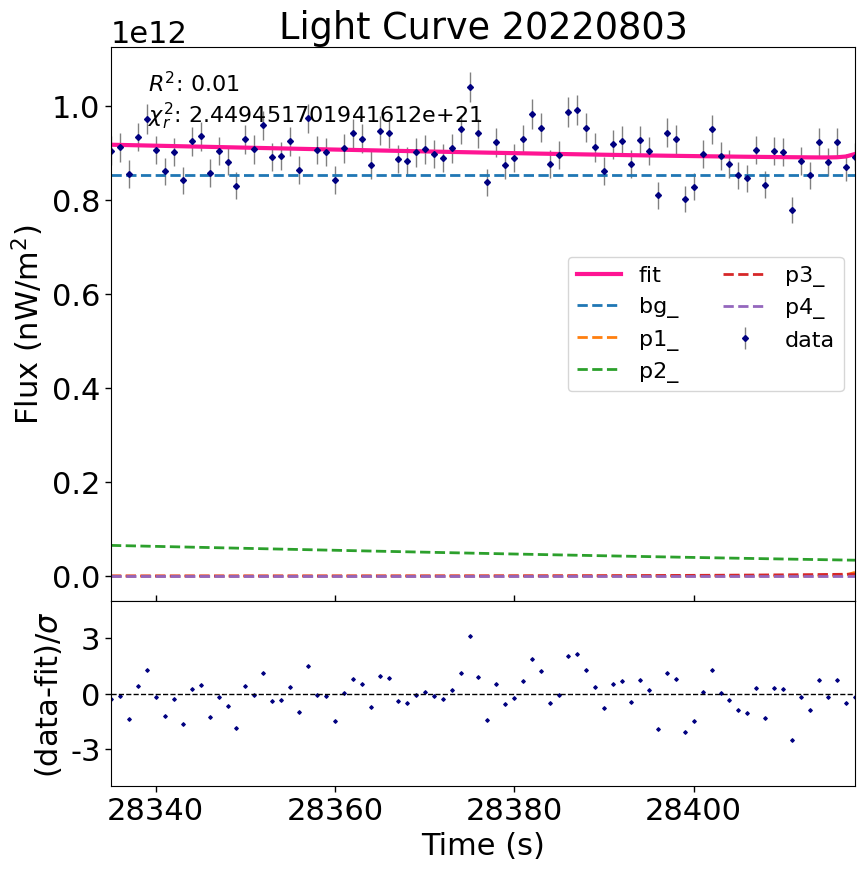 Light Curve 20220803
1e12
R²: 0.01
χ²ᵣ: 2.449451701941612e+21
1.0
0.8
0.6
0.4
0.2
0.0
Flux (nW/m²)
fit
bg_
p1_
p2_
p3_
p4_
data
3
0
-3
(data-fit)/σ
28340
28360
28380
28400
Time (s)